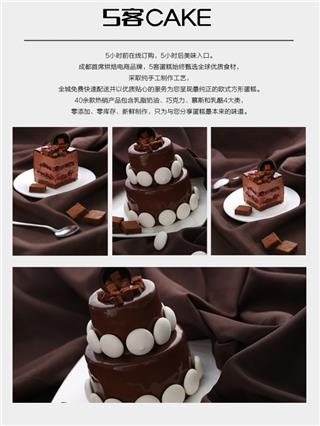 5客CAKE
5小时前在线订购，5小时后美味入口。
成都首席烘焙电商品牌，5客蛋糕始终甄选全球优质食材，
采取纯手工制作工艺，
全城免费快速配送并以优质贴心的服务为您呈现最纯正的欧式方形蛋糕。
40余款热销产品包含乳脂奶油、巧克力、慕斯和乳酪4大类，
零添加、零库存、新鲜制作，只为与您分享蛋糕最本来的味道。